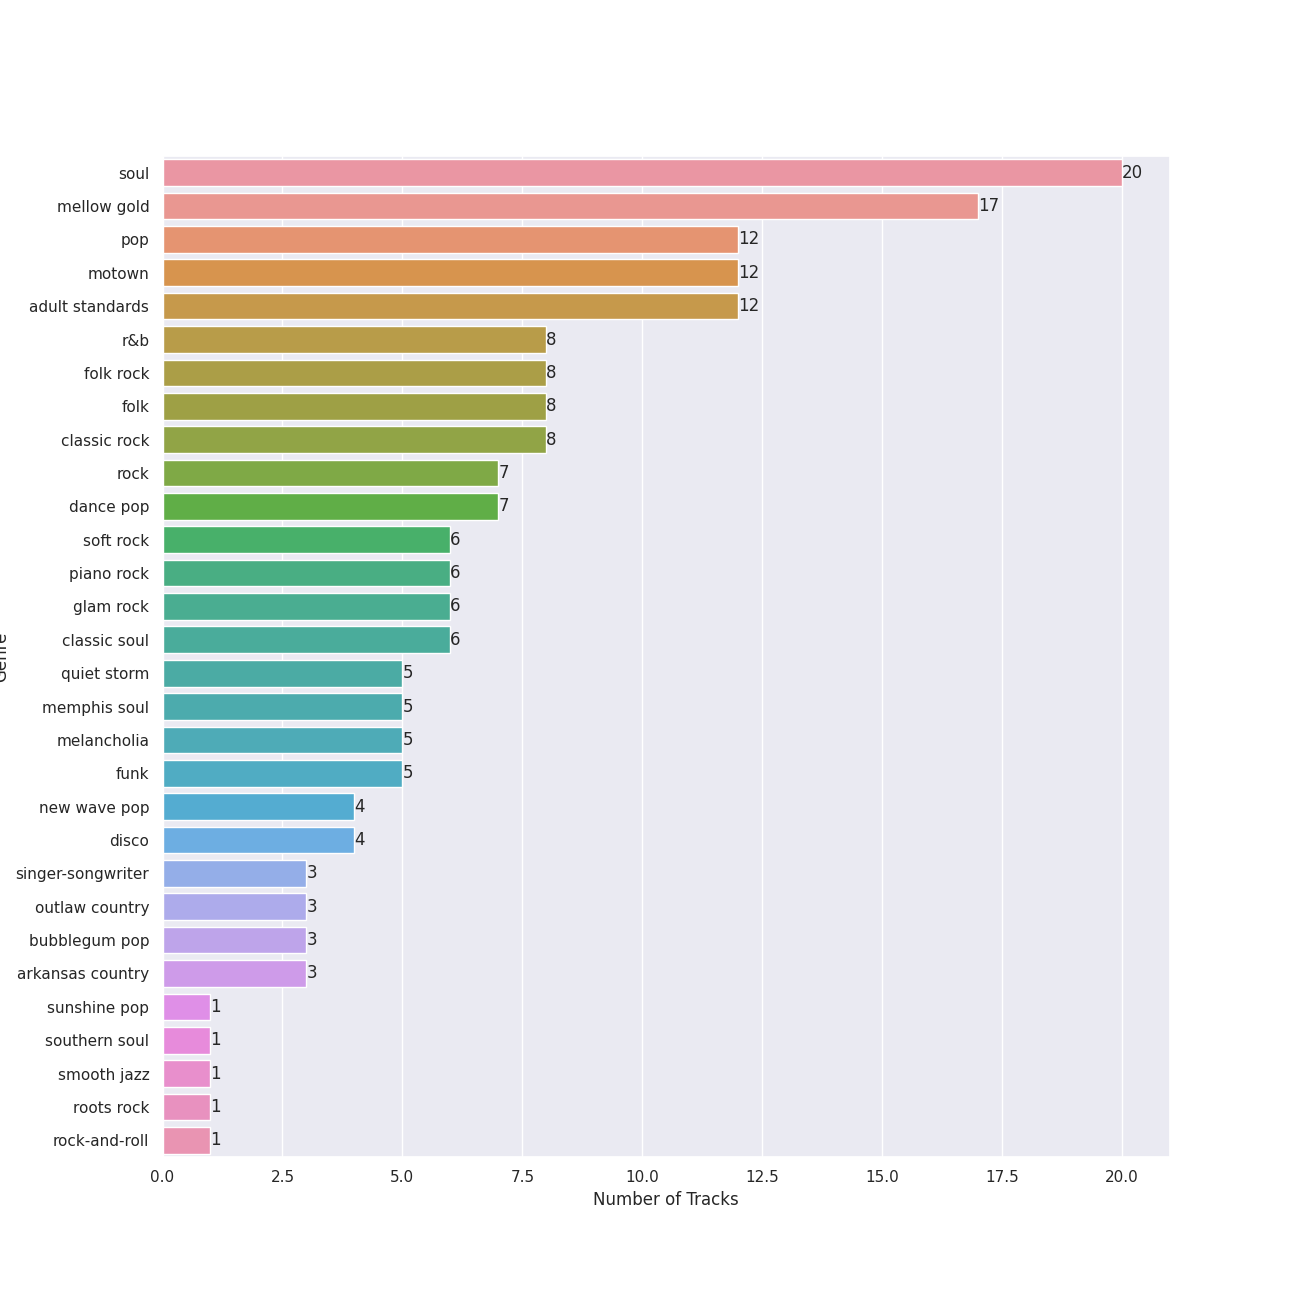 soul 20
mellow gold 17
pop 12
motown 12
adult standards 12
r&b 8
folk rock 8
folk 8
classic rock 8
rock 7
dance pop 7
soft rock 6
piano rock 6
glam rock 6
classic soul 6
quiet storm 5
memphis soul 5
melancholia 5
funk 5
new wave pop 4
disco 4
singer-songwriter 3
outlaw country 3
bubblegum pop 3
arkansas country 3
sunshine pop 1
southern soul 1
smooth jazz 1
roots rock 1
rock-and-roll 1
0.0 2.5 5.0 7.5 10.0 12.5 15.0 17.5 20.0
Number of Tracks
Genre